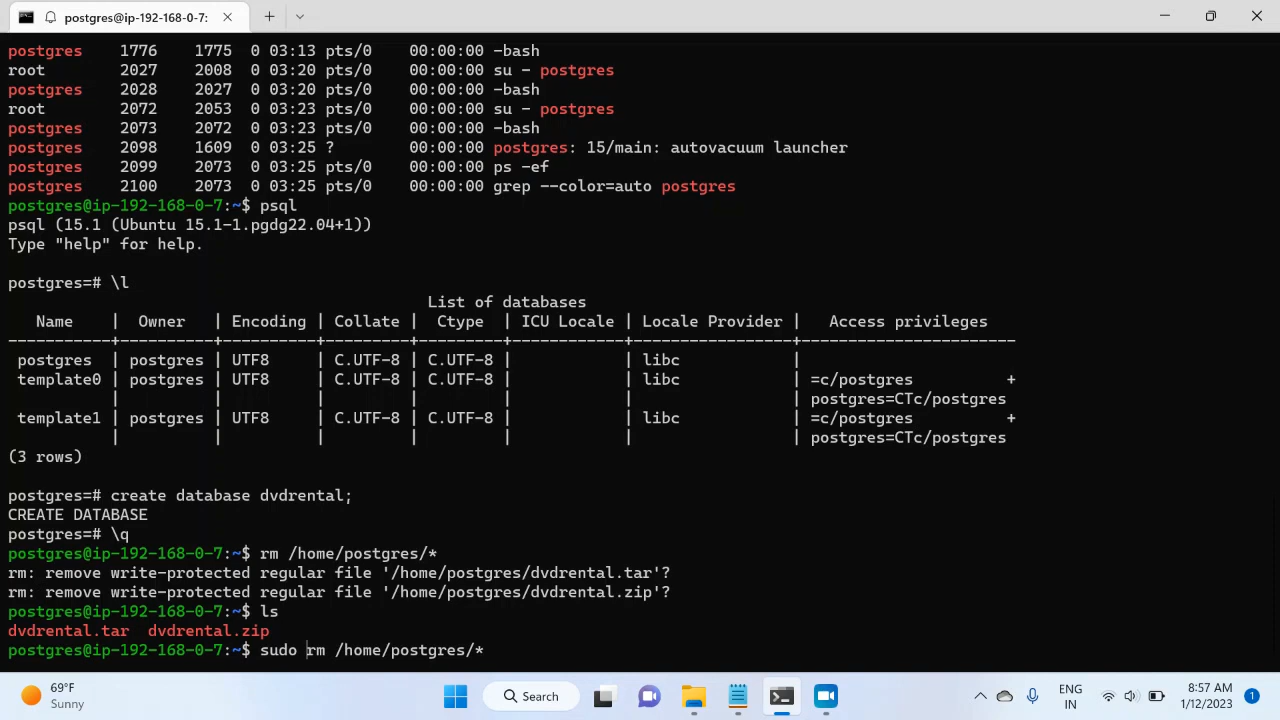 postgres@ip-192-168-0-7:
postgres    1776    1775  0 03:13 pts/0    00:00:00 -bash
root        2027    2008  0 03:20 pts/0    00:00:00 su - postgres
postgres    2028    2027  0 03:20 pts/0    00:00:00 -bash
root        2072    2053  0 03:23 pts/0    00:00:00 su - postgres
postgres    2073    2072  0 03:23 pts/0    00:00:00 -bash
postgres    2098    1609  0 03:25 ?        00:00:00 postgres: 15/main: autovacuum launcher
postgres    2099    2073  0 03:25 pts/0    00:00:00 ps -ef
postgres    2100    2073  0 03:25 pts/0    00:00:00 grep --color=auto postgres
postgres@ip-192-168-0-7:~$ psql
psql (15.1 (Ubuntu 15.1-1.pgdg22.04+1))
Type "help" for help.
postgres=# \l
List of databases
Name    |  Owner   | Encoding | Collate |  Ctype  | ICU Locale | Locale Provider |   Access privileges
-----------+----------+----------+---------+---------+------------+-----------------+-----------------------
postgres  | postgres | UTF8     | C.UTF-8 | C.UTF-8 |            | libc            |
template0 | postgres | UTF8     | C.UTF-8 | C.UTF-8 |            | libc            | =c/postgres          +
|          |          |         |         |            |                 | postgres=CTc/postgres
template1 | postgres | UTF8     | C.UTF-8 | C.UTF-8 |            | libc            | =c/postgres          +
|          |          |         |         |            |                 | postgres=CTc/postgres
(3 rows)
postgres=# create database dvdrental;
CREATE DATABASE
postgres=# \q
postgres@ip-192-168-0-7:~$ rm /home/postgres/*
rm: remove write-protected regular file '/home/postgres/dvdrental.tar'?
rm: remove write-protected regular file '/home/postgres/dvdrental.zip'?
postgres@ip-192-168-0-7:~$ ls
dvdrental.tar  dvdrental.zip
postgres@ip-192-168-0-7:~$ sudo rm /home/postgres/*
69°F
Sunny
Search
ENG
IN
8:57 AM
1/12/2023
1